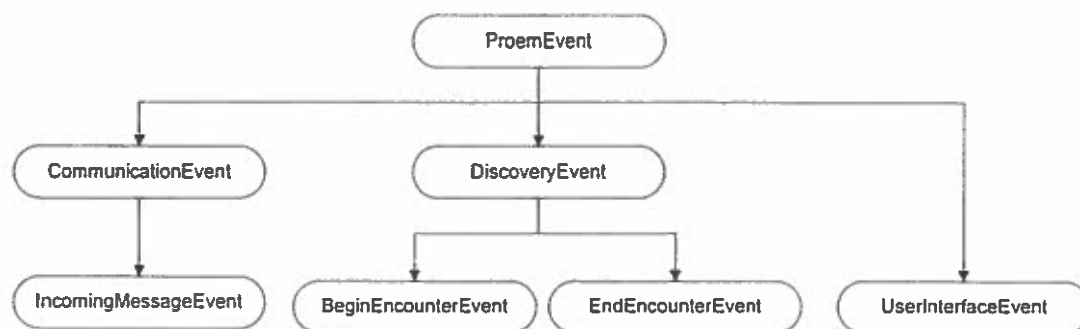 ProemEvent
CommunicationEvent
DiscoveryEvent
IncomingMessageEvent
BeginEncounterEvent
EndEncounterEvent
UserInterfaceEvent